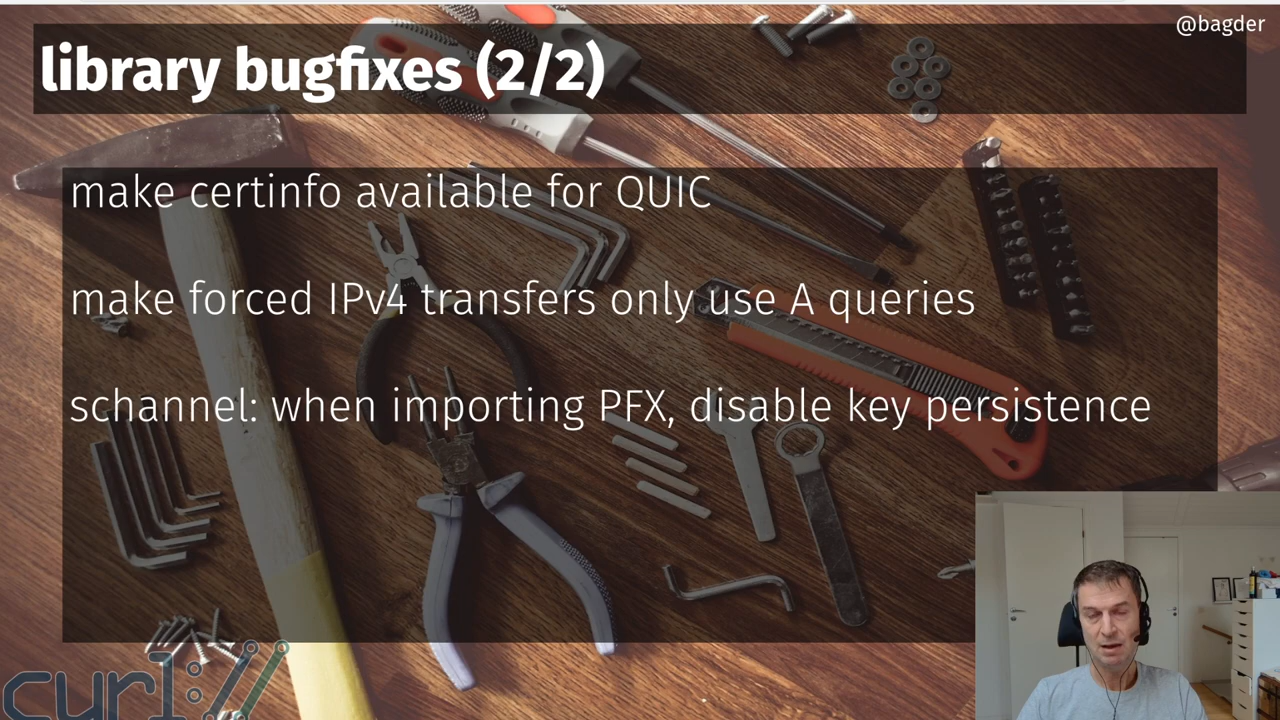 @bagder
library bugfixes (2/2)
make certinfo available for QUIC
make forced IPv4 transfers only use A queries
schannel: when importing PFX, disable key persistence
curl://